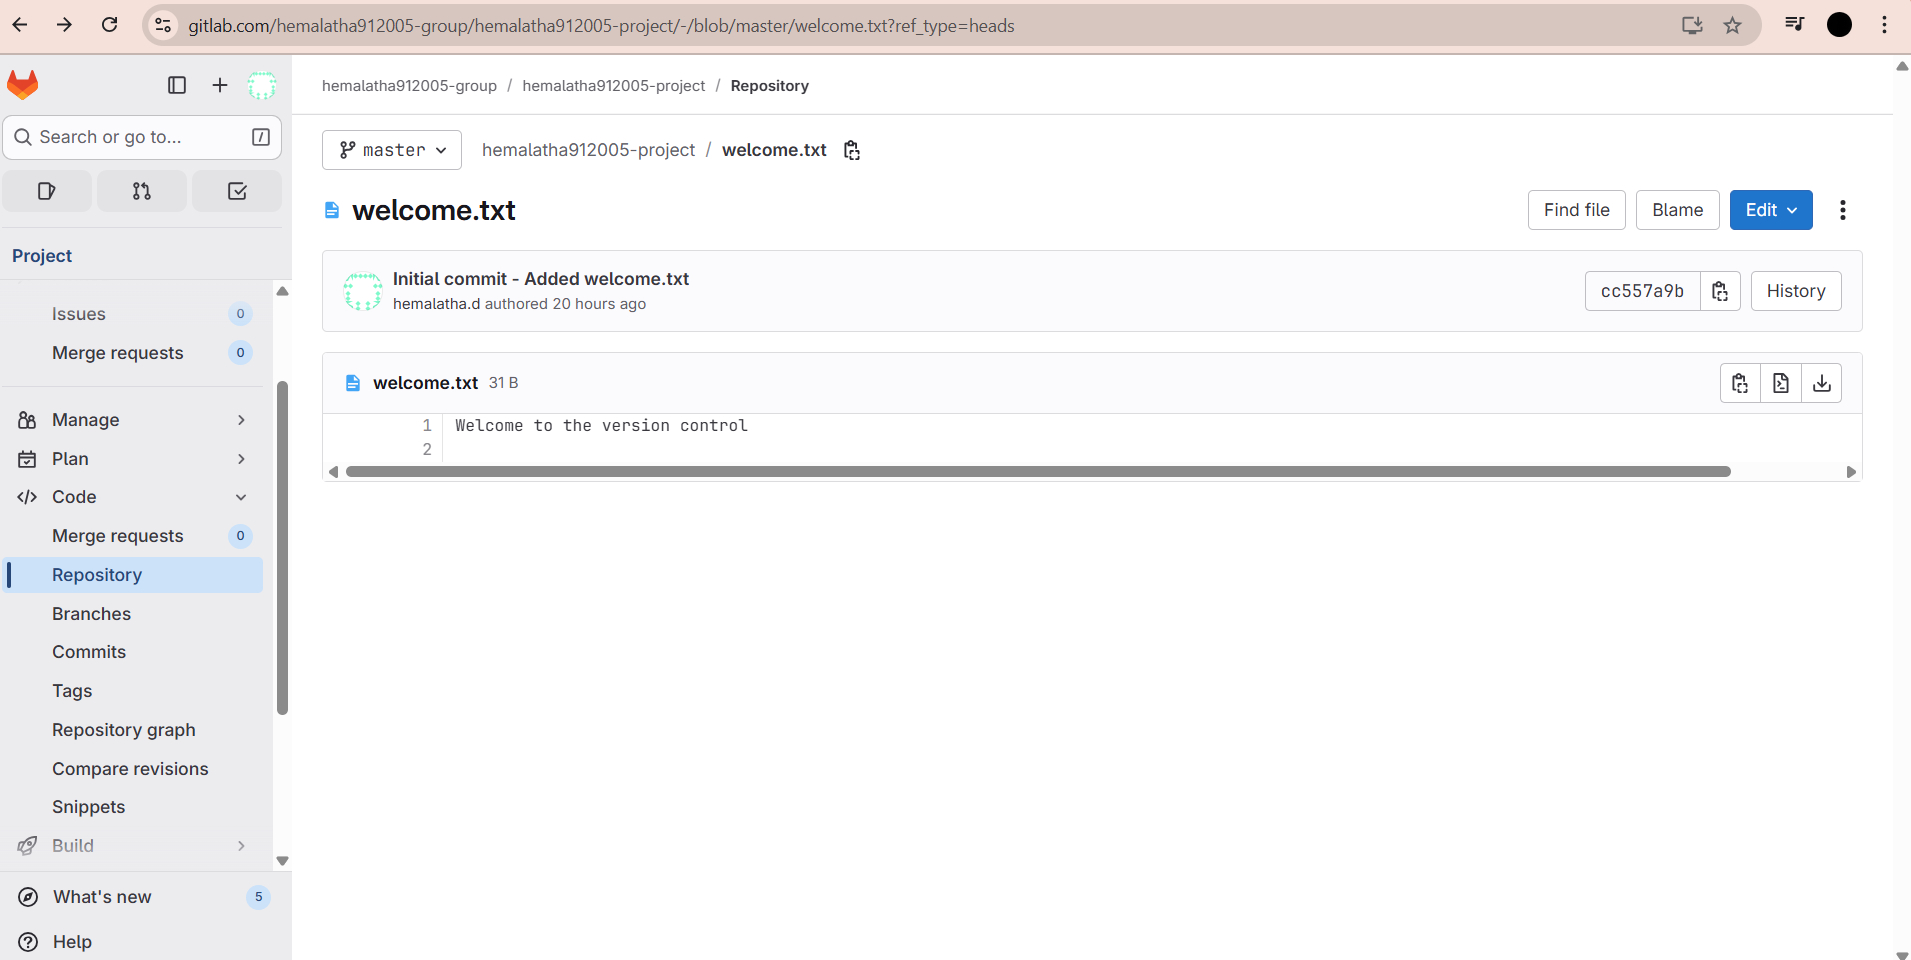 gitlab.com/hemalatha912005-group/hemalatha912005-project/-/blob/master/welcome.txt?ref_type=heads
Search or go to... /
Project
Issues 0
Merge requests 0
Manage
Plan
Code
Merge requests 0
Repository
Branches
Commits
Tags
Repository graph
Compare revisions
Snippets
Build
What's new 5
Help
hemalatha912005-group / hemalatha912005-project / Repository
master hemalatha912005-project / welcome.txt
welcome.txt Find file Blame Edit
Initial commit - Added welcome.txt
hemalatha.d authored 20 hours ago
cc557a9b History
welcome.txt 31 B
1 Welcome to the version control
2